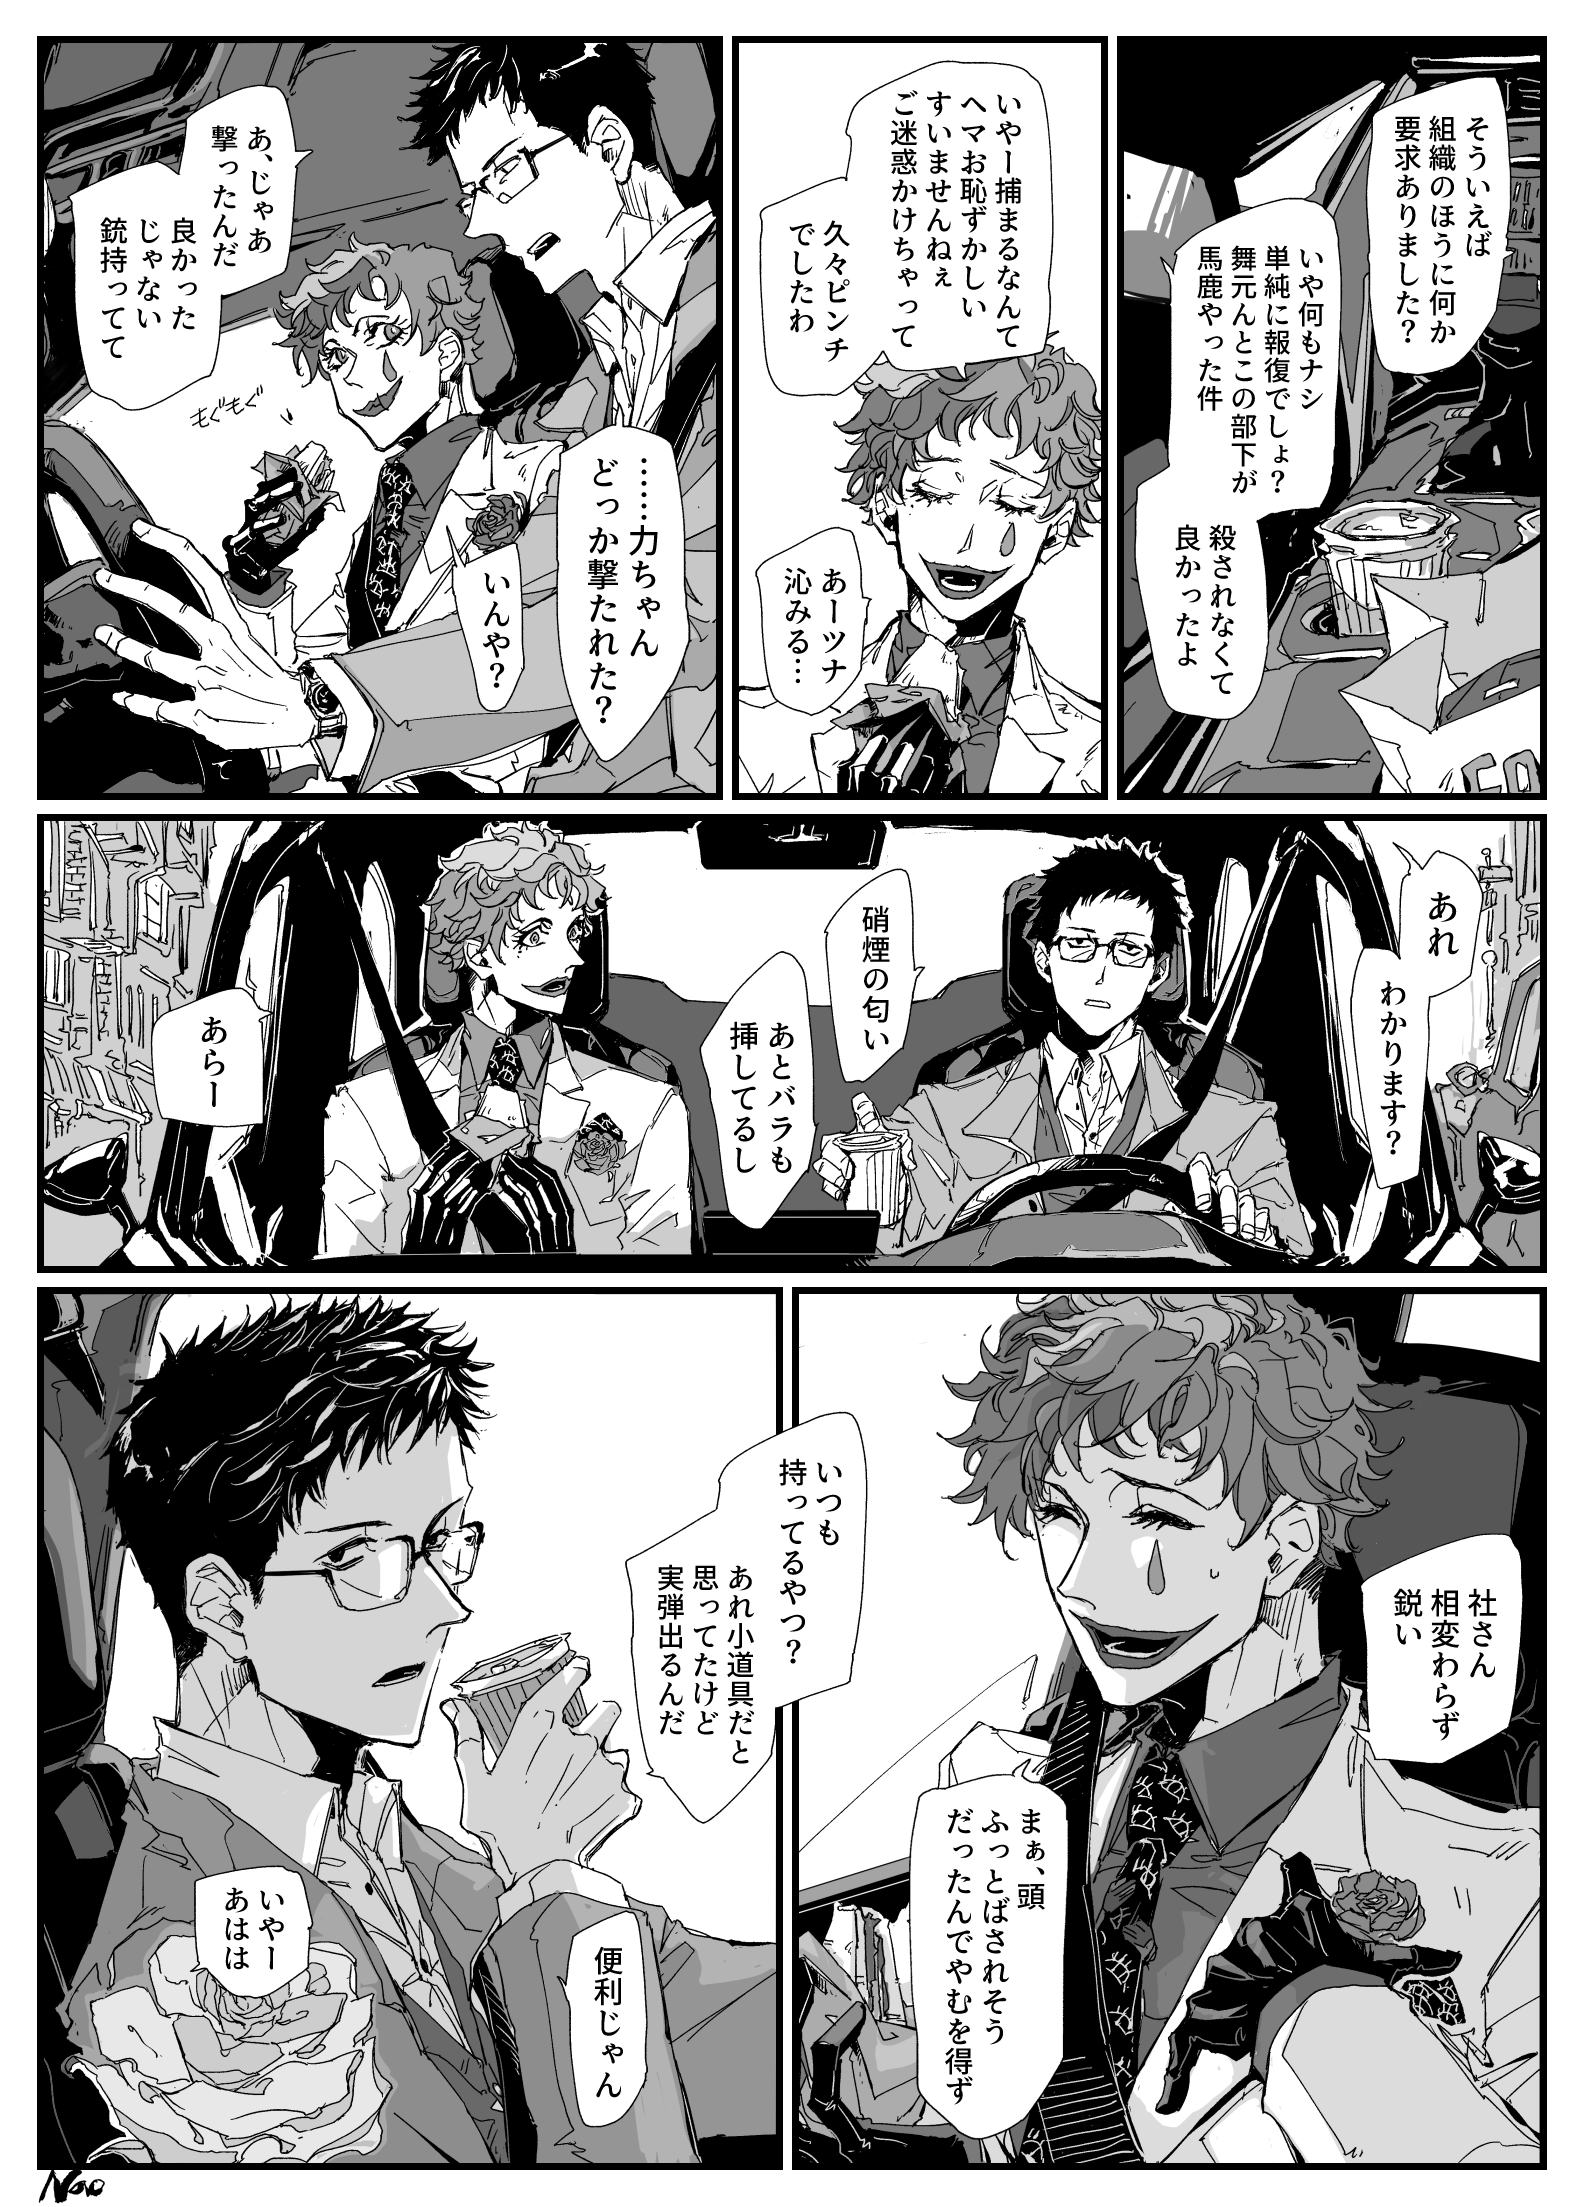 そういえば
組織のほうに何か
要求ありました?
いや何もナシ
単純に報復でしょ?
舞元んとこの部下が
馬鹿やった件
殺されなくて
良かったよ
いやー捕まるなんて
ヘマお恥ずかしい
すいませんねぇ
ご迷惑かけちゃって
久々ピンチ
でしたわ
あーツナ
沁みる…
……力ちゃん
どっか撃たれた?
いんや?
あ、じゃあ
撃ったんだ
良かった
じゃない
銃持ってて
もぐもぐ
あれ
わかります?
硝煙の匂い
あとバラも
挿してるし
あらー
社さん
相変わらず
鋭い
まぁ、頭
ふっとばされそう
だったんでやむを得ず
いつも
持ってるやつ?
あれ小道具だと
思ってたけど
実弾出るんだ
便利じゃん
いやー
あはは
Nao